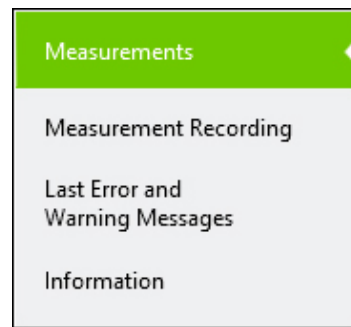 Measurements
Measurement Recording
Last Error and
Warning Messages
Information